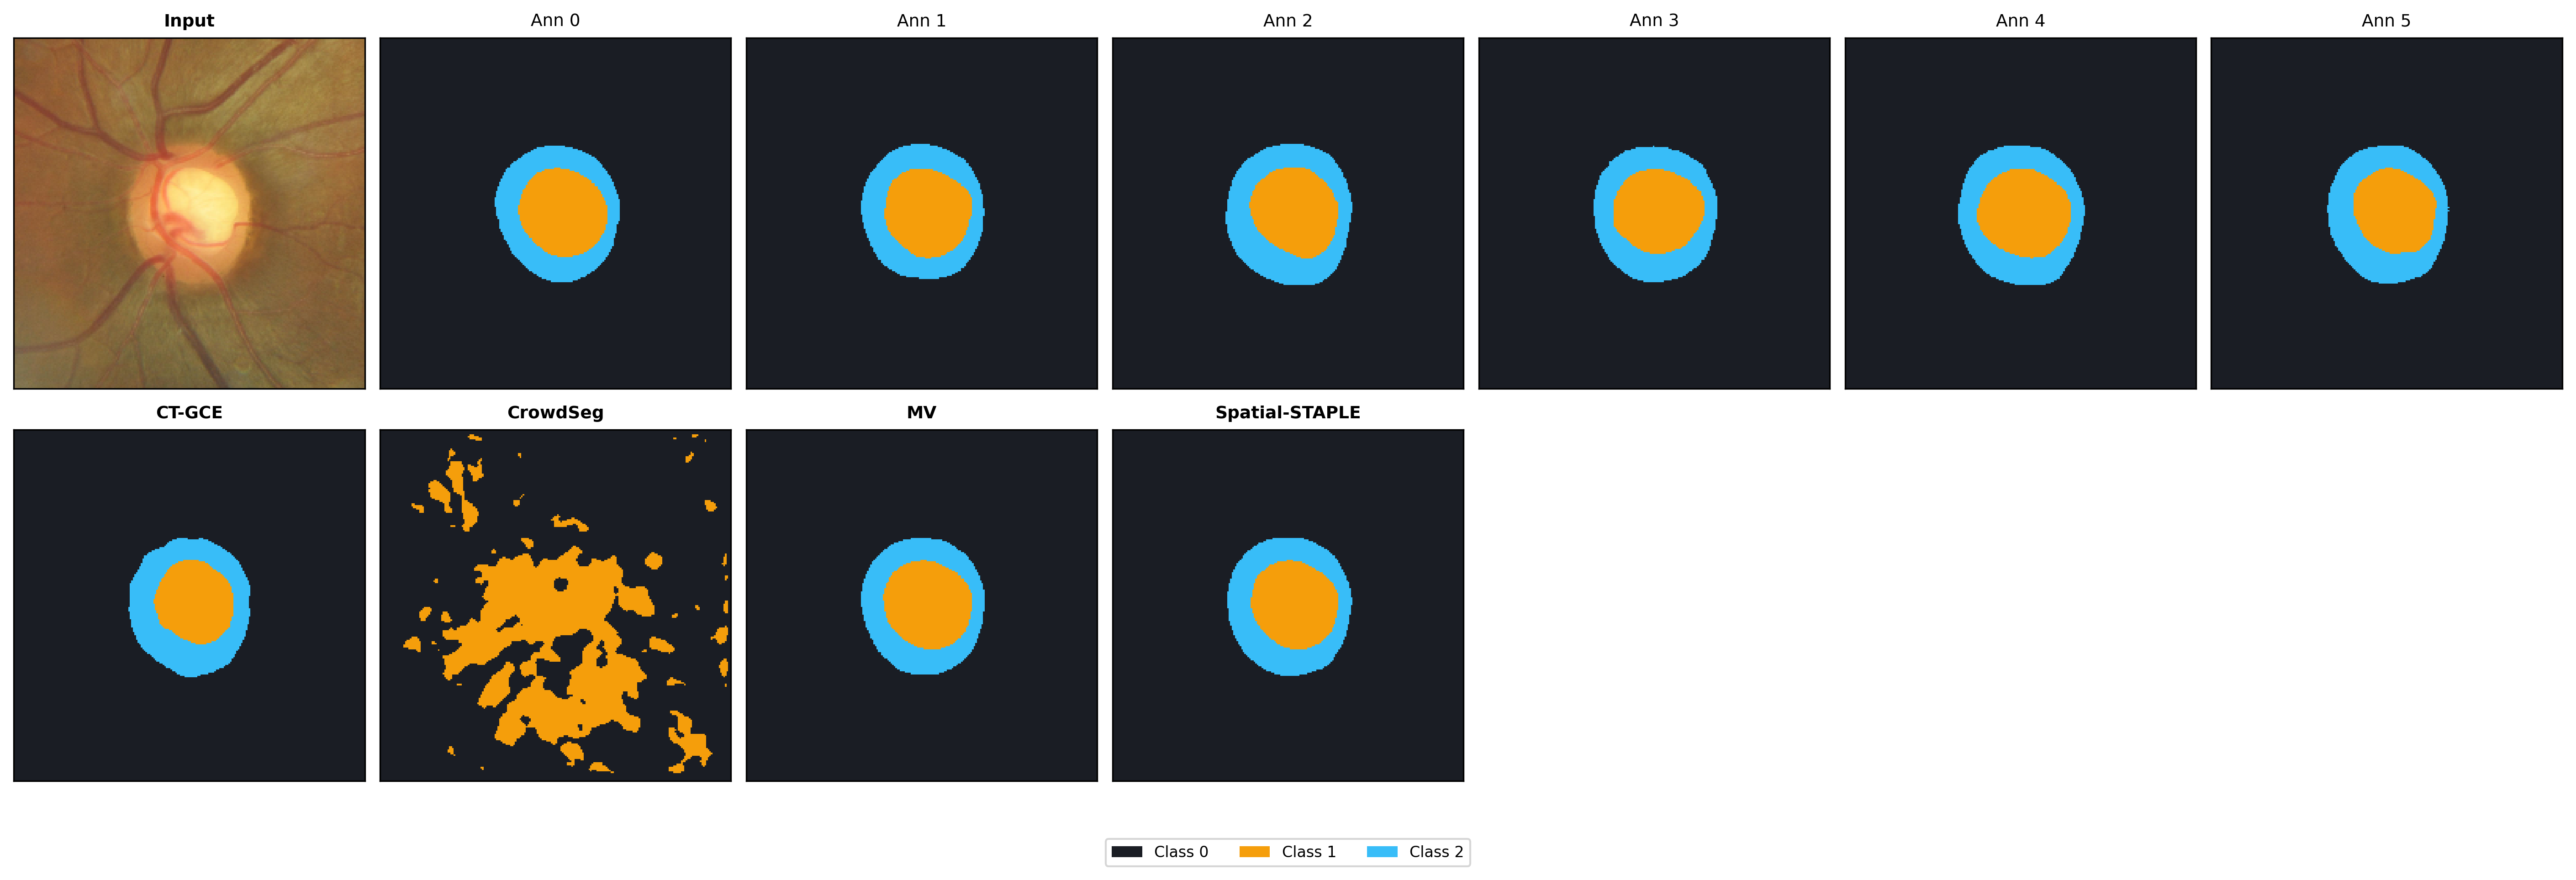 Input
Ann 0
Ann 1
Ann 2
Ann 3
Ann 4
Ann 5
CT-GCE
CrowdSeg
MV
Spatial-STAPLE
Class 0
Class 1
Class 2